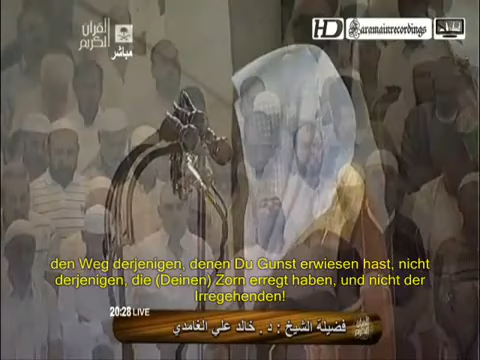 القرآن
الكريم
مباشر
HD Haramainrecordings
den Weg derjenigen, denen Du Gunst erwiesen hast, nicht
derjenigen, die (Deinen) Zorn erregt haben, und nicht der
Irregehenden!
20:28 LIVE
فضيلة الشيخ : د . خالد علي الغامدي